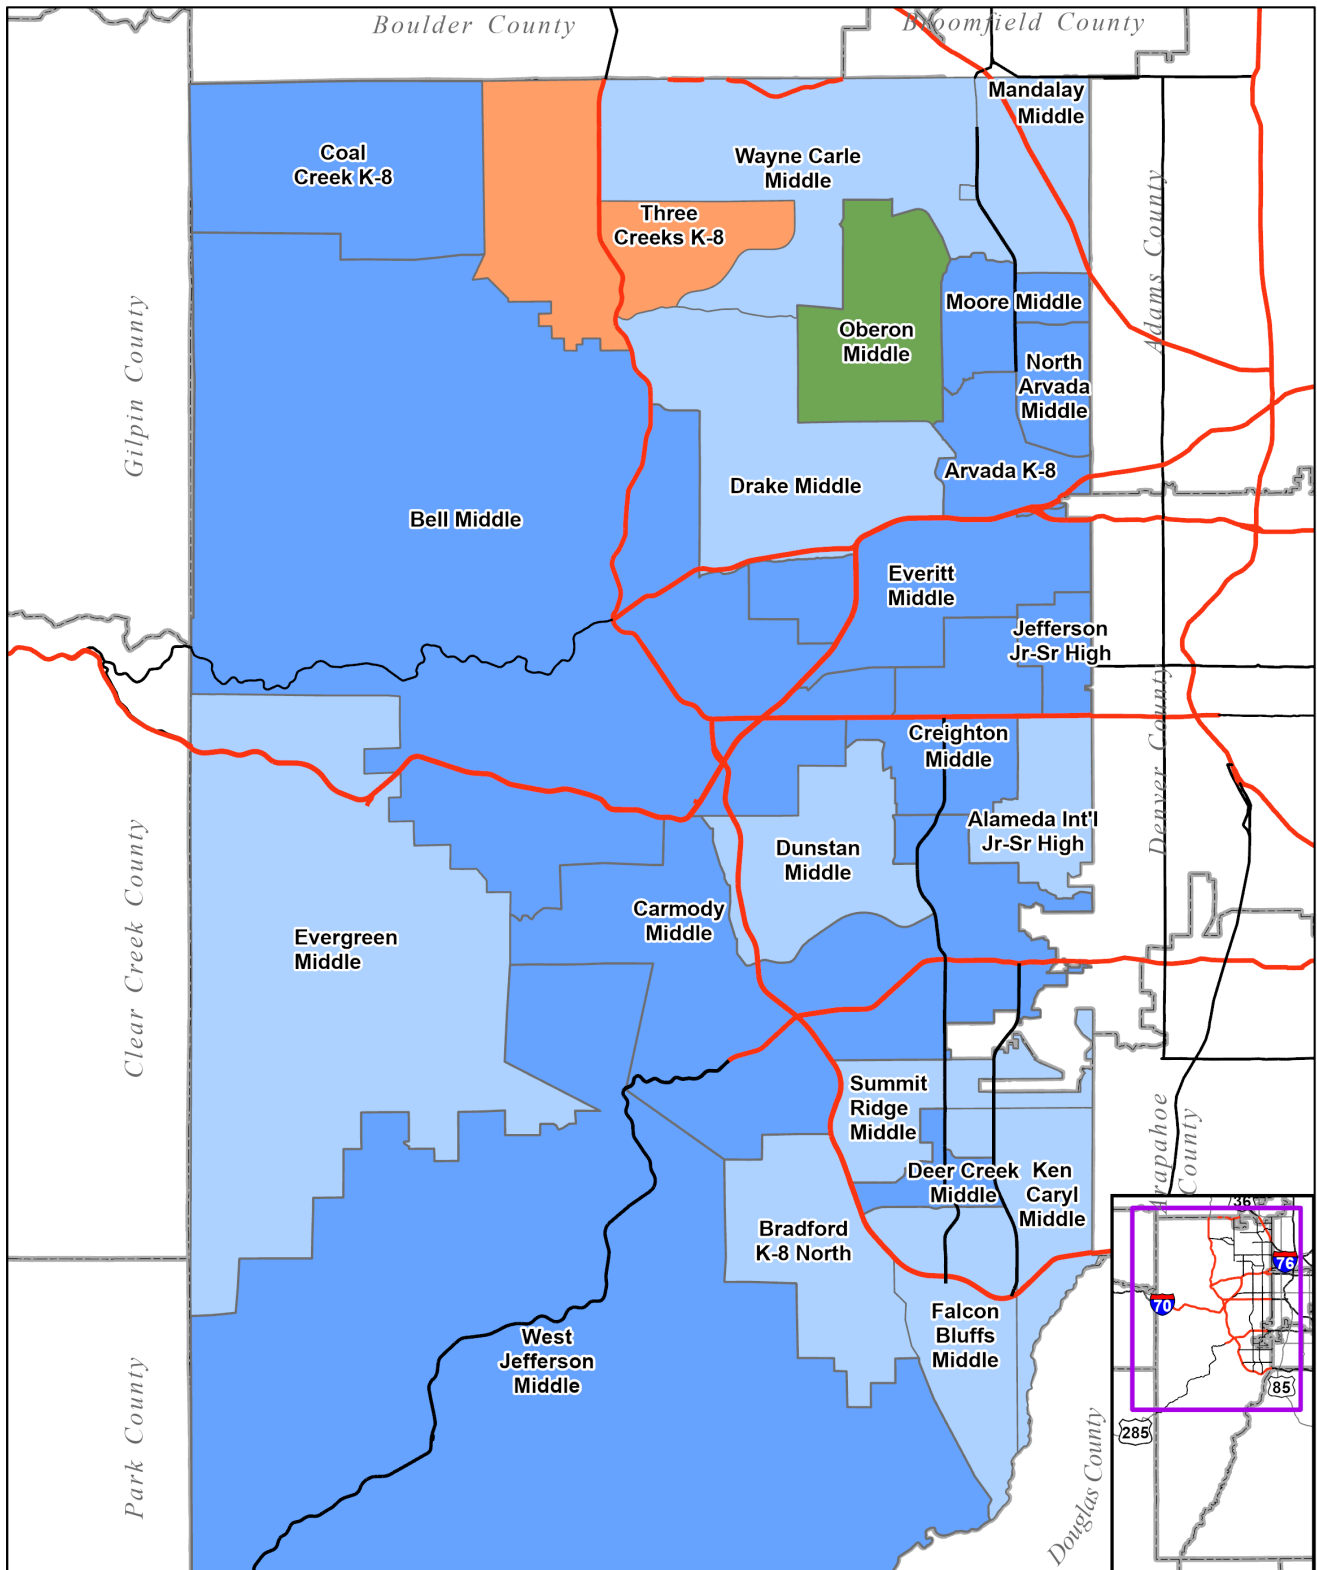 Boulder County
Broomfield County
Mandalay
Middle
Coal
Creek K-8
Wayne Carle
Middle
Three
Creeks K-8
Adams County
Moore Middle
Oberon
Middle
North
Arvada
Middle
Gilpin County
Arvada K-8
Drake Middle
Bell Middle
Everitt
Middle
Jefferson
Jr-Sr High
Denver County
Creighton
Middle
Alameda Int'l
Jr-Sr High
Dunstan
Middle
Clear Creek County
Carmody
Middle
Evergreen
Middle
Summit
Ridge
Middle
Arapahoe
County
Deer Creek
Middle
Ken
Caryl
Middle
Bradford
K-8 North
Falcon
Bluffs
Middle
West
Jefferson
Middle
Park County
Douglas County
36
76
70
85
285